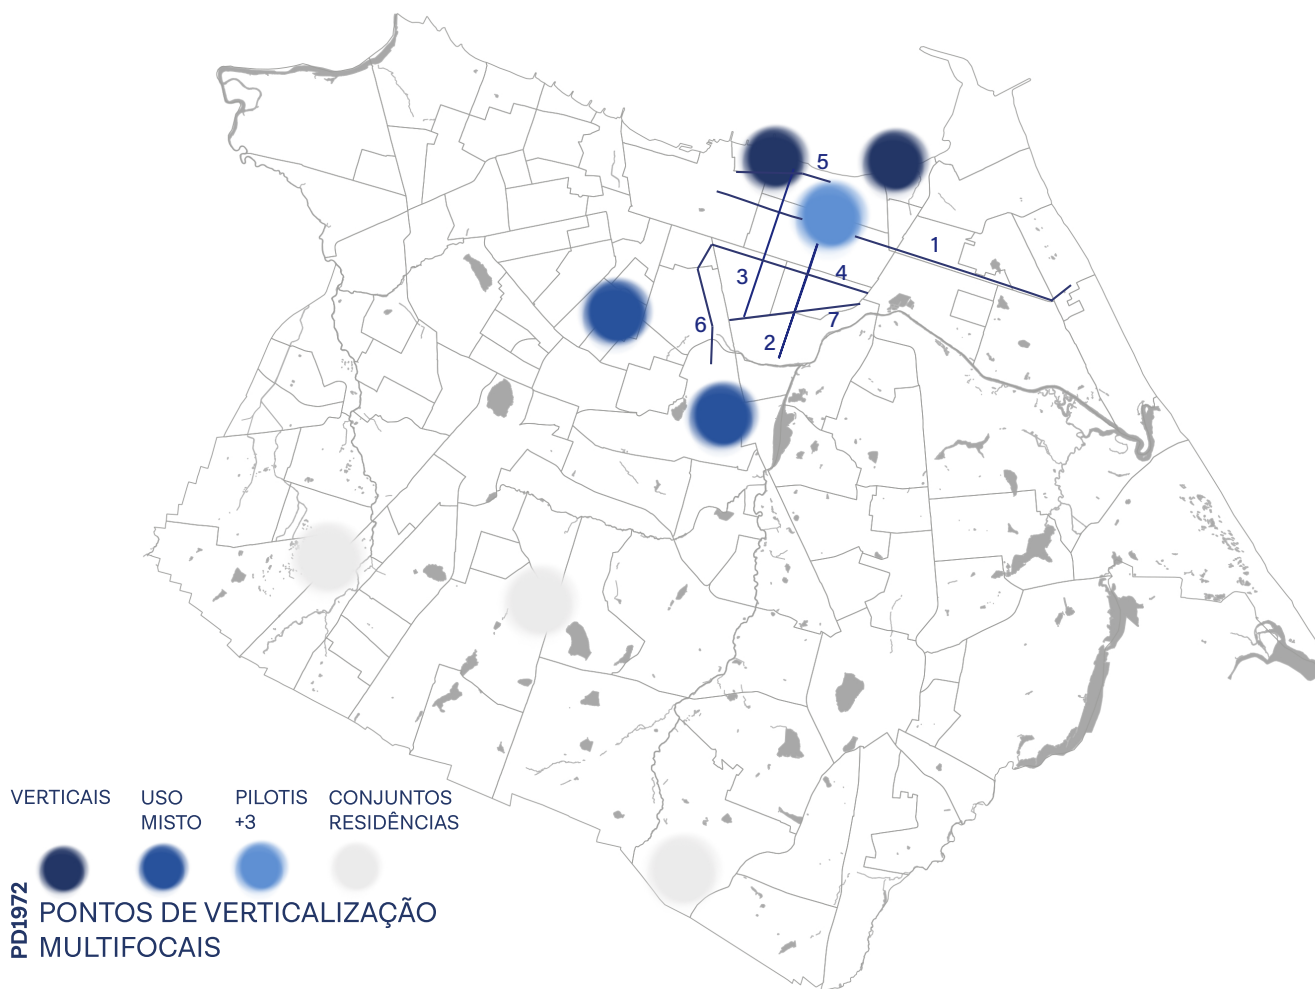 5
1
3
4
6
7
2
VERTICAIS
USO
MISTO
PILOTIS
+3
CONJUNTOS
RESIDÊNCIAS
PD1972
PONTOS DE VERTICALIZAÇÃO
MULTIFOCAIS